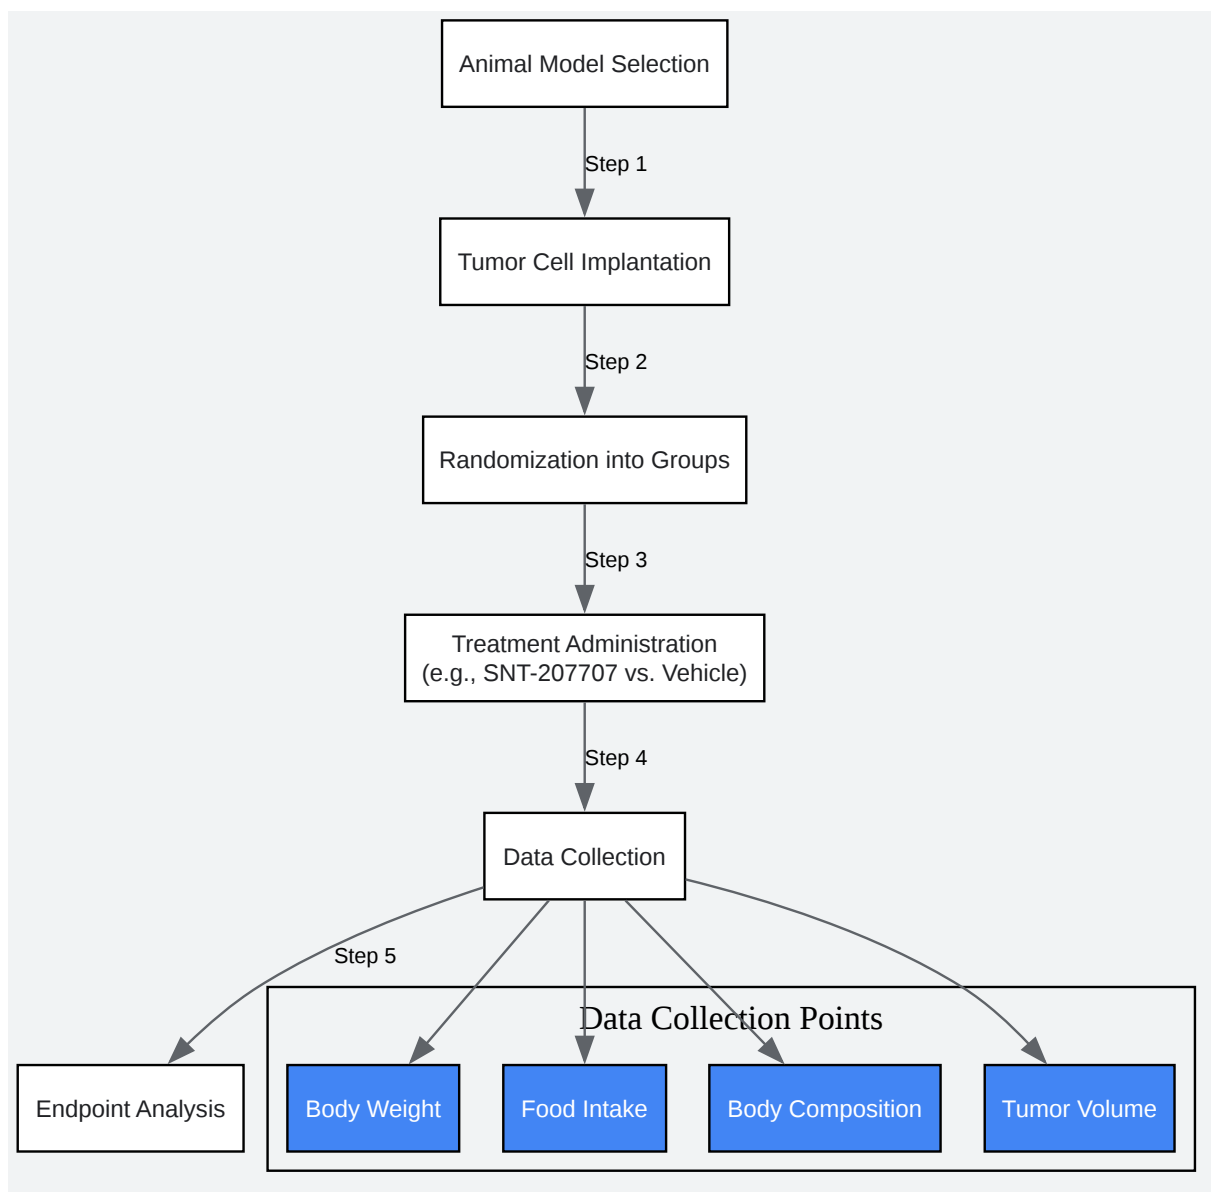 Animal Model Selection
Step 1
Tumor Cell Implantation
Step 2
Randomization into Groups
Step 3
Treatment Administration
(e.g., SNT-207707 vs. Vehicle)
Step 4
Data Collection
Step 5
Data Collection Points
Endpoint Analysis
Body Weight
Food Intake
Body Composition
Tumor Volume